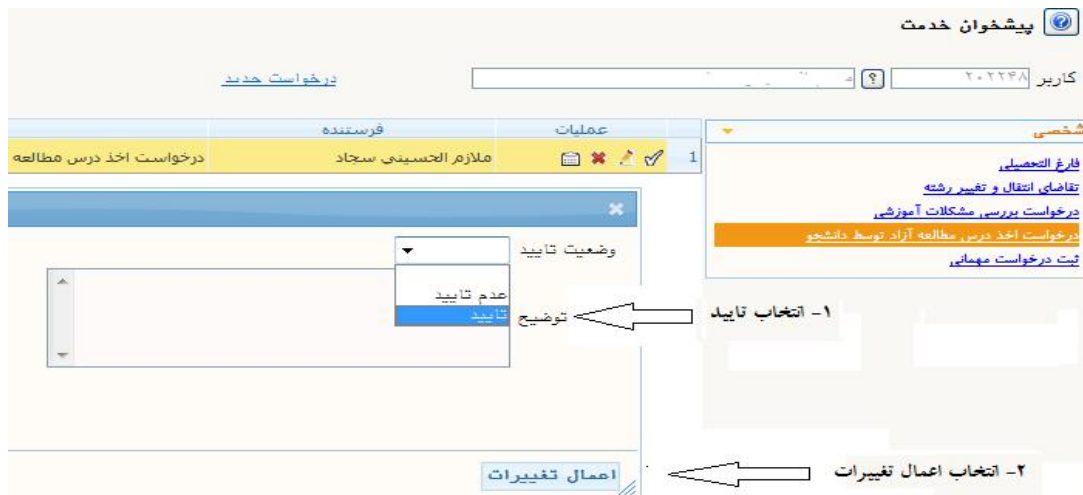 پیشخوان خدمت
کاربر ۲۰۲۲۴۸ ? درخواست جدید
شخصی
فارغ التحصیلی
تقاضای انتقال و تغییر رشته
درخواست بررسی مشکلات آموزشی
درخواست اخذ درس مطالعه آزاد توسط دانشجو
ثبت درخواست مهمانی
عملیات فرستنده
1 ملازم الحسینی سجاد درخواست اخذ درس مطالعه
وضعیت تایید
عدم تایید
تایید
توضیح
۱- انتخاب تایید
اعمال تغییرات
۲- انتخاب اعمال تغییرات